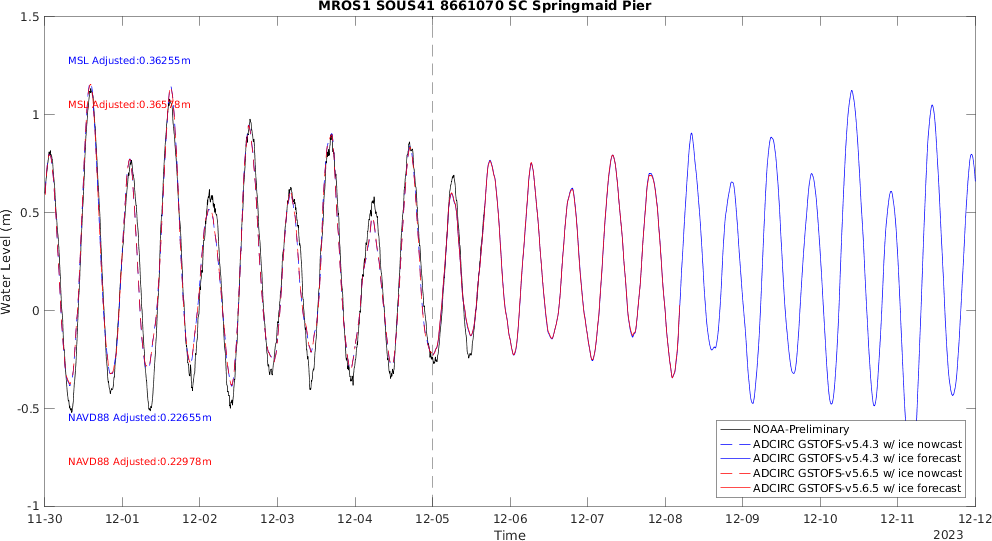 MROS1 SOUS41 8661070 SC Springmaid Pier
1.5
MSL Adjusted:0.36255m
MSL Adjusted:0.36578m
1
0.5
Water Level (m)
0
-0.5
NAVD88 Adjusted:0.22655m
NAVD88 Adjusted:0.22978m
-1
NOAA-Preliminary
ADCIRC GSTOFS-v5.4.3 w/ ice nowcast
ADCIRC GSTOFS-v5.4.3 w/ ice forecast
ADCIRC GSTOFS-v5.6.5 w/ ice nowcast
ADCIRC GSTOFS-v5.6.5 w/ ice forecast
11-30 12-01 12-02 12-03 12-04 12-05 12-06 12-07 12-08 12-09 12-10 12-11 12-12
Time
2023